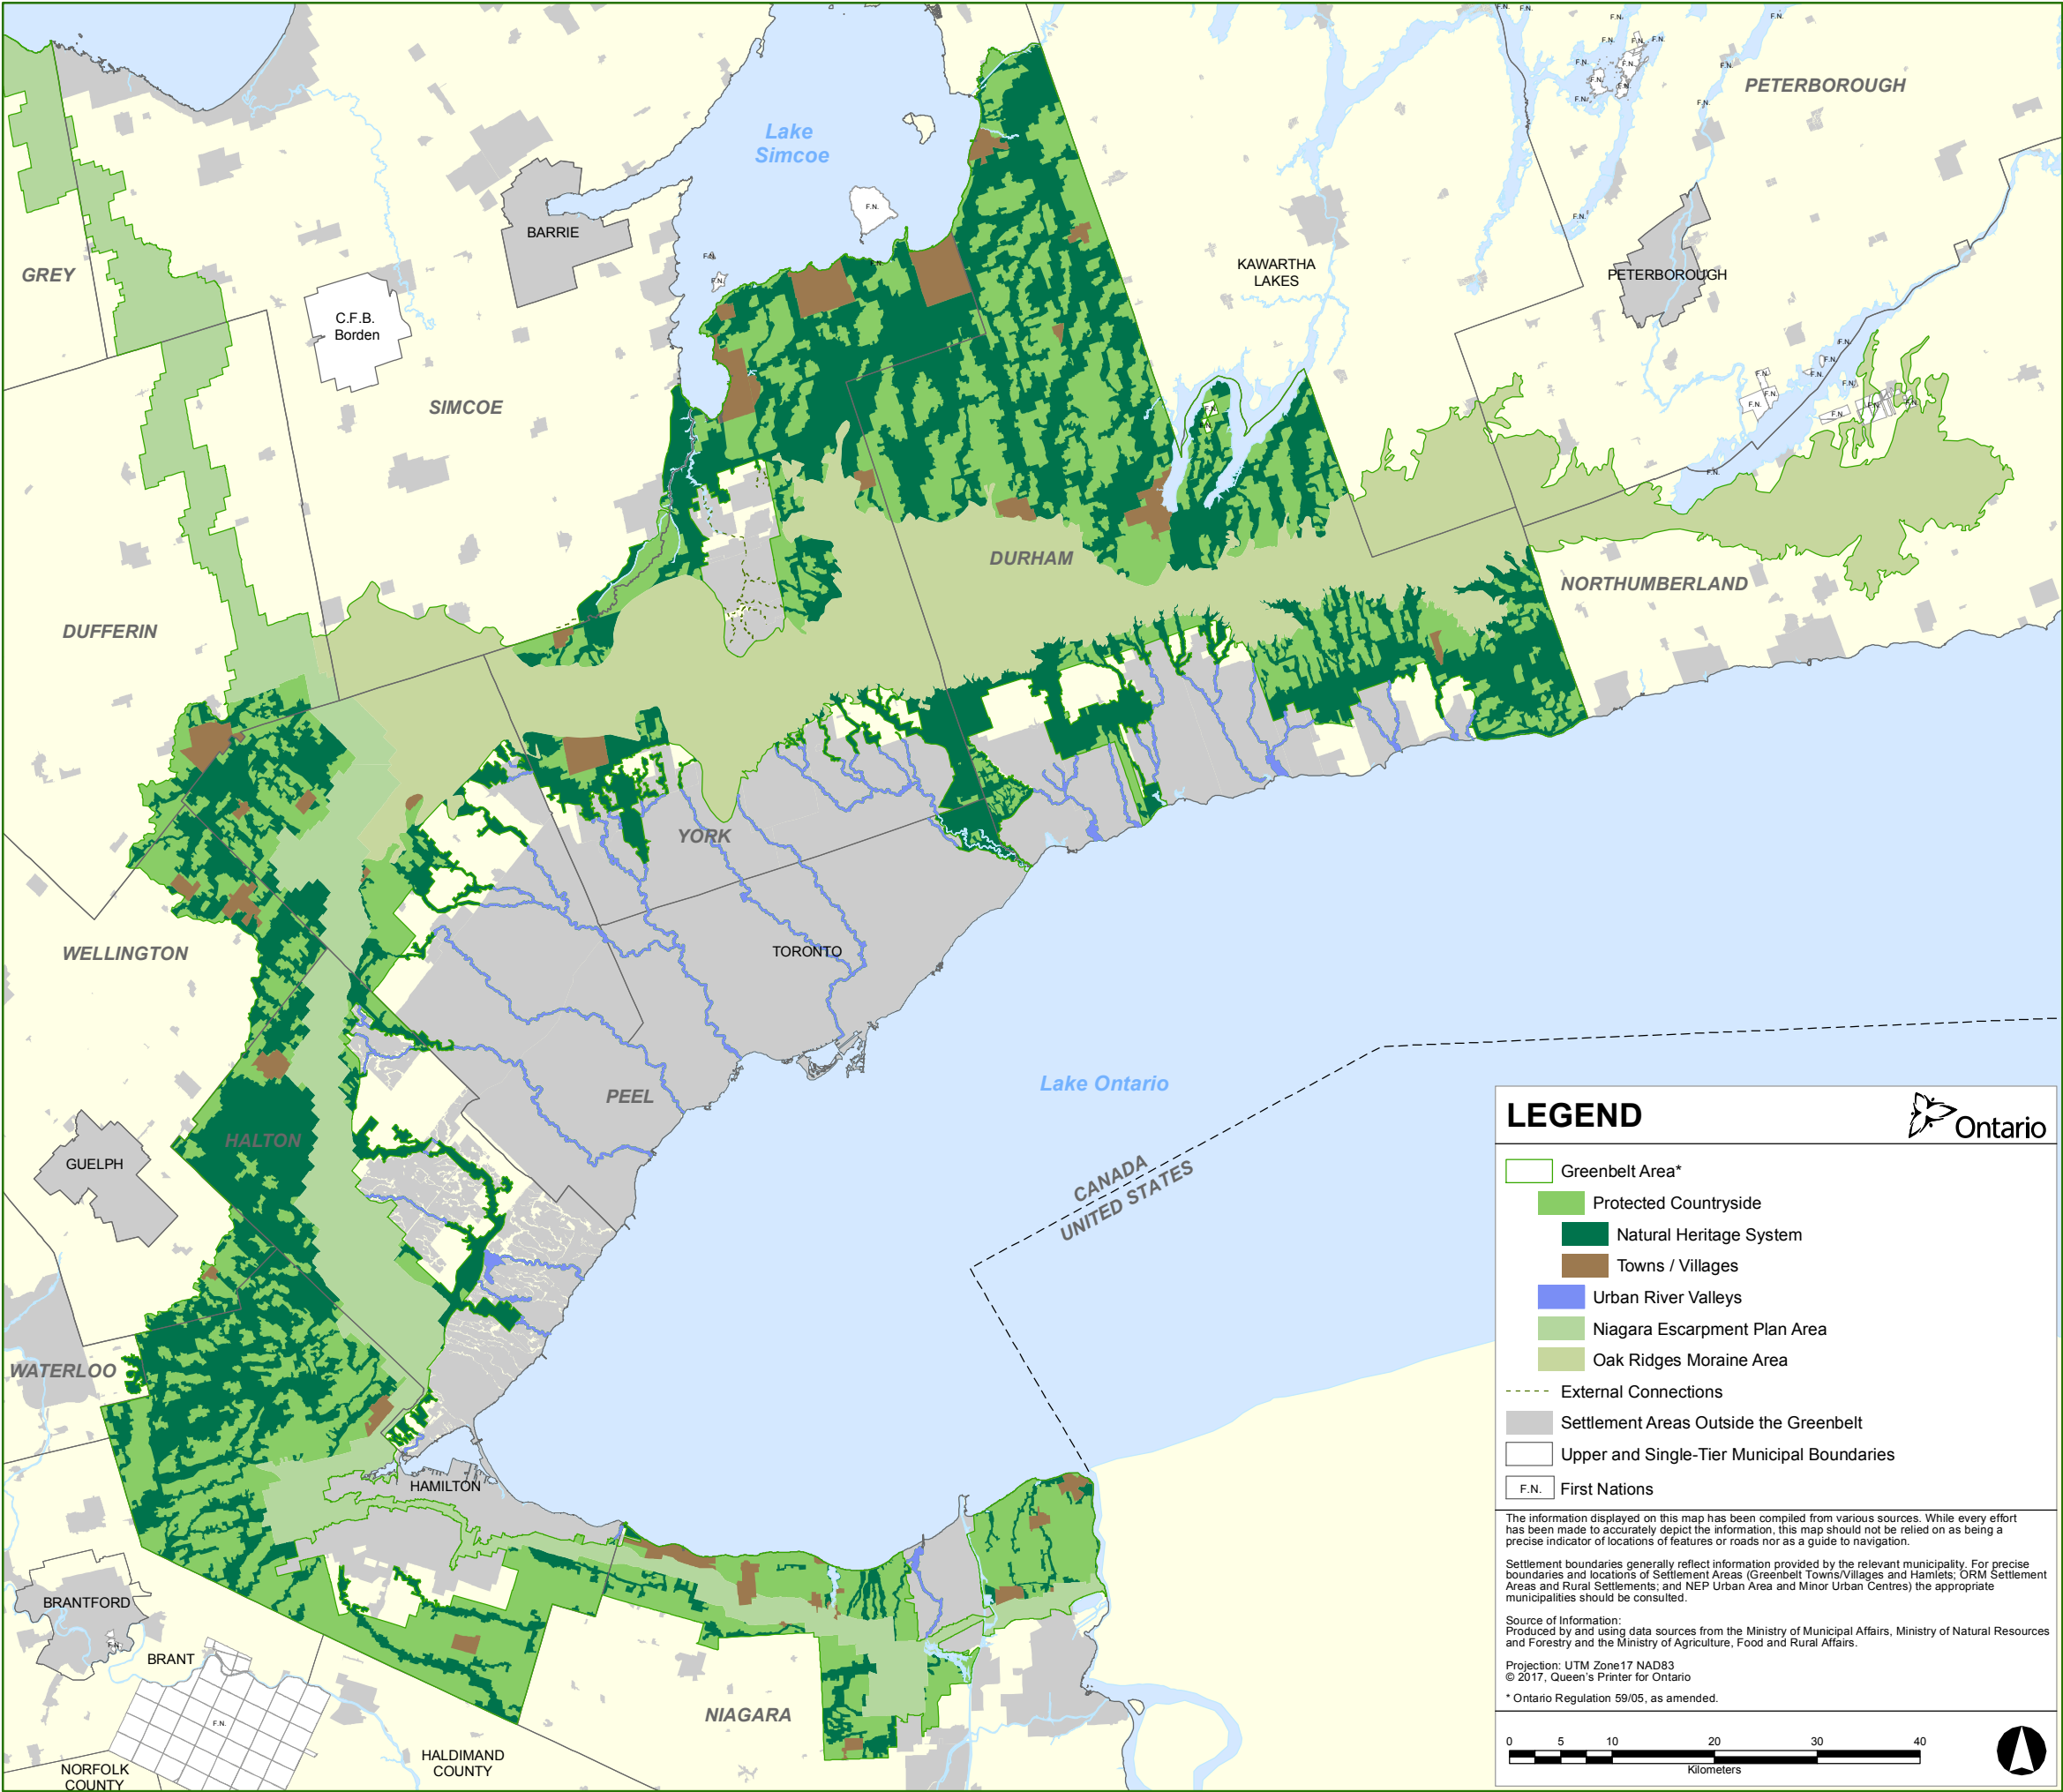 PETERBOROUGH
Lake
Simcoe
BARRIE
GREY
KAWARTHA
LAKES
PETERBOROUGH
C.F.B.
Borden
SIMCOE
DURHAM
NORTHUMBERLAND
DUFFERIN
YORK
WELLINGTON
TORONTO
Lake Ontario
PEEL
HALTON
GUELPH
CANADA
UNITED STATES
WATERLOO
HAMILTON
BRANTFORD
BRANT
F.N.
F.N.
F.N.
NIAGARA
HALDIMAND
COUNTY
NORFOLK
COUNTY
LEGEND
Ontario
Greenbelt Area*
Protected Countryside
Natural Heritage System
Towns / Villages
Urban River Valleys
Niagara Escarpment Plan Area
Oak Ridges Moraine Area
External Connections
Settlement Areas Outside the Greenbelt
Upper and Single-Tier Municipal Boundaries
F.N. First Nations
The information displayed on this map has been compiled from various sources. While every effort
has been made to accurately depict the information, this map should not be relied on as being a
precise indicator of locations of features or roads nor as a guide to navigation.
Settlement boundaries generally reflect information provided by the relevant municipality. For precise
boundaries and locations of Settlement Areas (Greenbelt Towns/Villages and Hamlets; ORM Settlement
Areas and Rural Settlements; and NEP Urban Area and Minor Urban Centres) the appropriate
municipalities should be consulted.
Source of Information:
Produced by and using data sources from the Ministry of Municipal Affairs, Ministry of Natural Resources
and Forestry and the Ministry of Agriculture, Food and Rural Affairs.
Projection: UTM Zone17 NAD83
© 2017, Queen's Printer for Ontario
* Ontario Regulation 59/05, as amended.
0 5 10 20 30 40
Kilometers